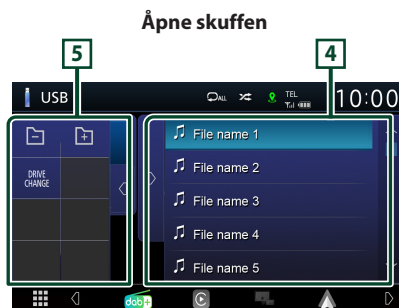 Åpne skuffen
5
4
USB
ALL
TEL
10:00
File name 1
DRIVE
CHANGE
File name 2
File name 3
File name 4
File name 5
dab+